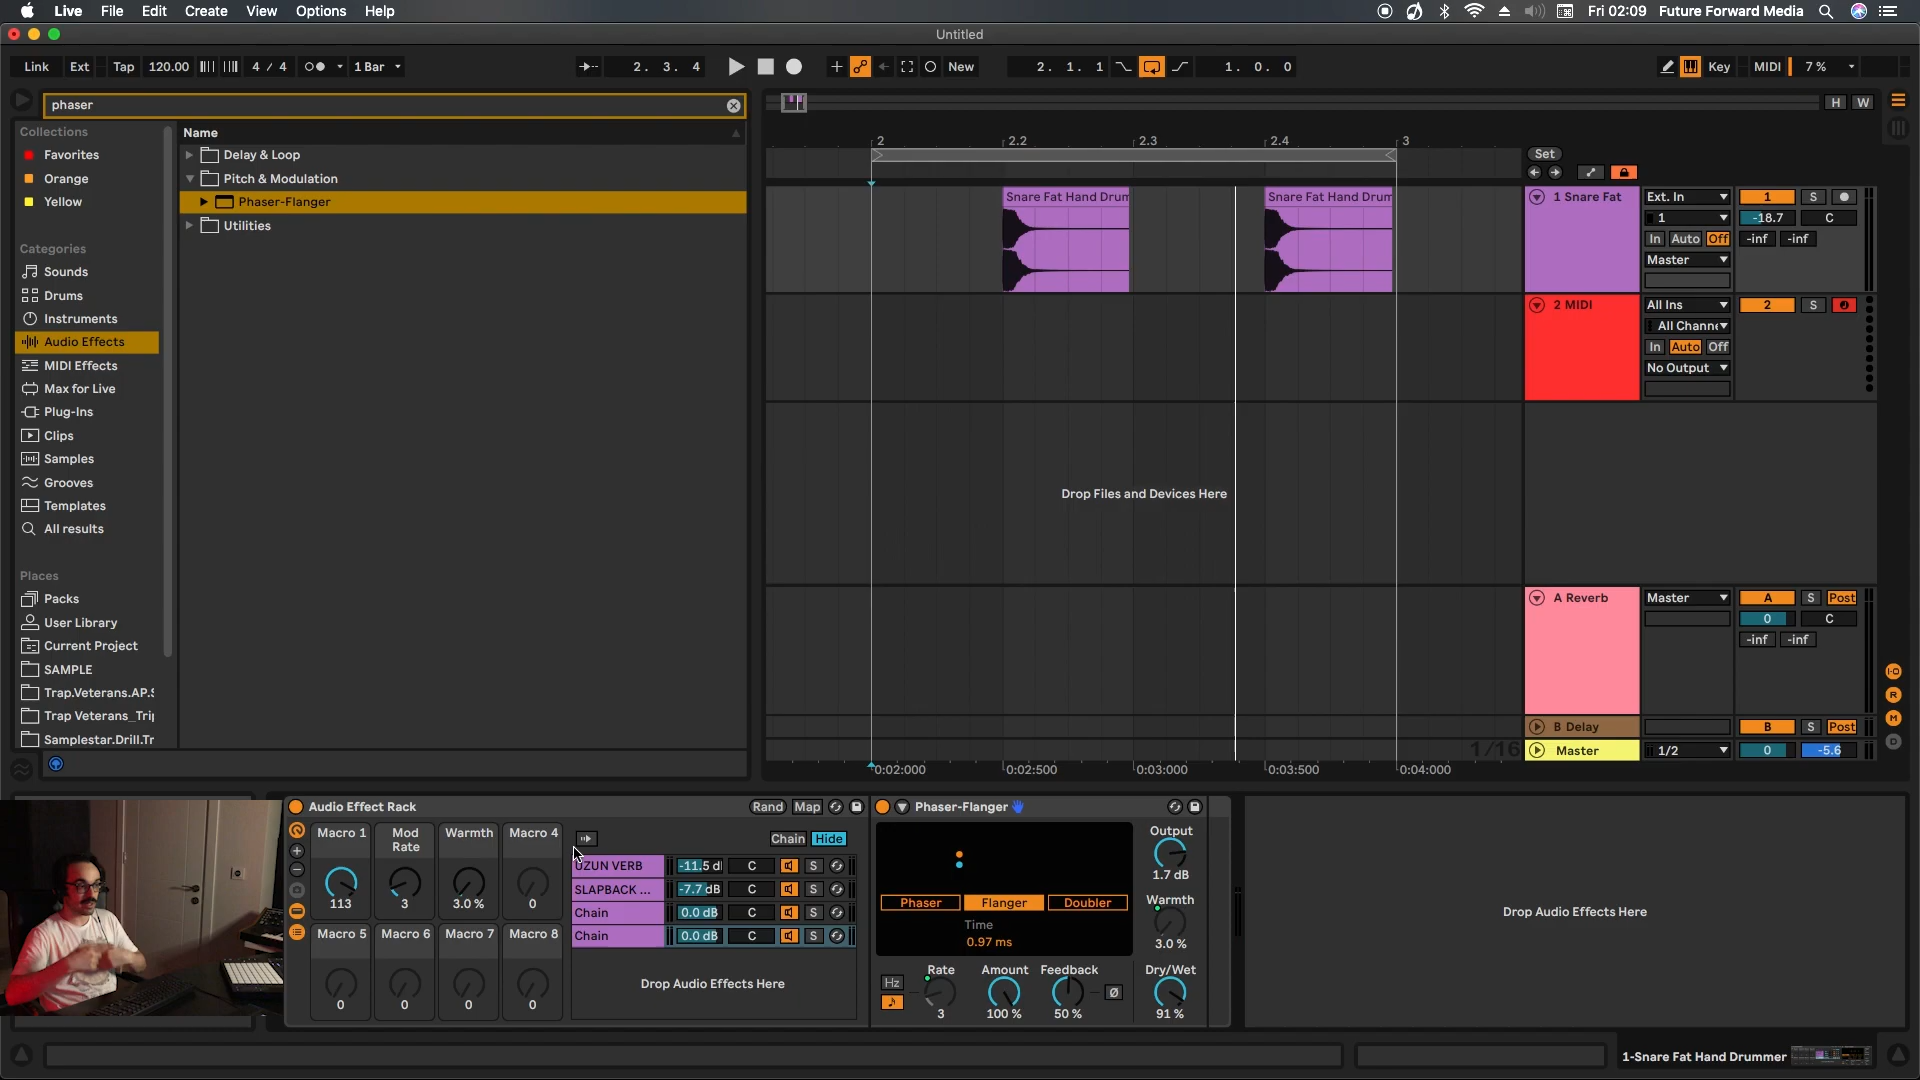 Live File Edit Create View Options Help
Fri 02:09 Future Forward Media
Untitled
Link Ext Tap 120.00 4 / 4 1 Bar
2. 3. 4
New
2. 1. 1
1. 0. 0
Key MIDI 7 %
phaser
H W
Collections
Favorites
Orange
Yellow
Categories
Sounds
Drums
Instruments
Audio Effects
MIDI Effects
Max for Live
Plug-Ins
Clips
Samples
Grooves
Templates
All results
Places
Packs
User Library
Current Project
SAMPLE
Trap.Veterans.AP.S
Trap Veterans_Trip
Samplestar.Drill.Tr
Name
Delay & Loop
Pitch & Modulation
Phaser-Flanger
Utilities
2 2.2 2.3 2.4 3
Set
Snare Fat Hand Drum
Snare Fat Hand Drum
Drop Files and Devices Here
1/16
0:02:000 0:02:500 0:03:000 0:03:500 0:04:000
1 Snare Fat
Ext. In
1 S
1
-18.7 C
In Auto Off
-inf -inf
Master
2 MIDI
All Ins
2 S
All Channe
In Auto Off
No Output
A Reverb
Master
A S Post
0 C
-inf -inf
B Delay
B S Post
Master
1/2
0 -5.6
I-O
R
M
D
Audio Effect Rack
Rand Map
Macro 1
113
Mod Rate
3
Warmth
3.0 %
Macro 4
0
Macro 5
0
Macro 6
0
Macro 7
0
Macro 8
0
Chain Hide
UZUN VERB -11.5 d C S
SLAPBACK ... -7.7 dB C S
Chain 0.0 dB C S
Chain 0.0 dB C S
Drop Audio Effects Here
Phaser-Flanger
Phaser Flanger Doubler
Time
0.97 ms
Hz
Rate
3
Amount
100 %
Feedback
50 %
Ø
Output
1.7 dB
Warmth
3.0 %
Dry/Wet
91 %
Drop Audio Effects Here
1-Snare Fat Hand Drummer